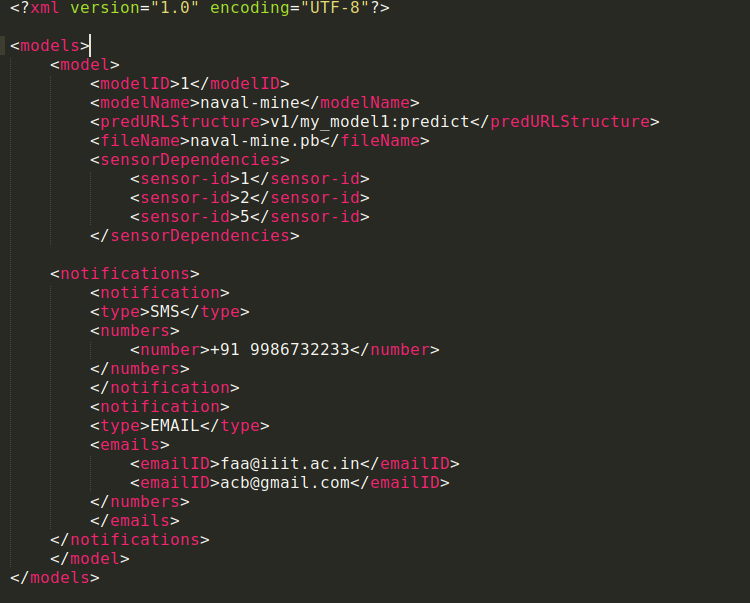 <?xml version="1.0" encoding="UTF-8"?>
<models>
<model>
<modelID>1</modelID>
<modelName>naval-mine</modelName>
<predURLStructure>v1/my_model1:predict</predURLStructure>
<fileName>naval-mine.pb</fileName>
<sensorDependencies>
<sensor-id>1</sensor-id>
<sensor-id>2</sensor-id>
<sensor-id>5</sensor-id>
</sensorDependencies>
<notifications>
<notification>
<type>SMS</type>
<numbers>
<number>+91 9986732233</number>
</numbers>
</notification>
<notification>
<type>EMAIL</type>
<emails>
<emailID>faa@iiit.ac.in</emailID>
<emailID>acb@gmail.com</emailID>
</numbers>
</emails>
</notifications>
</model>
</models>